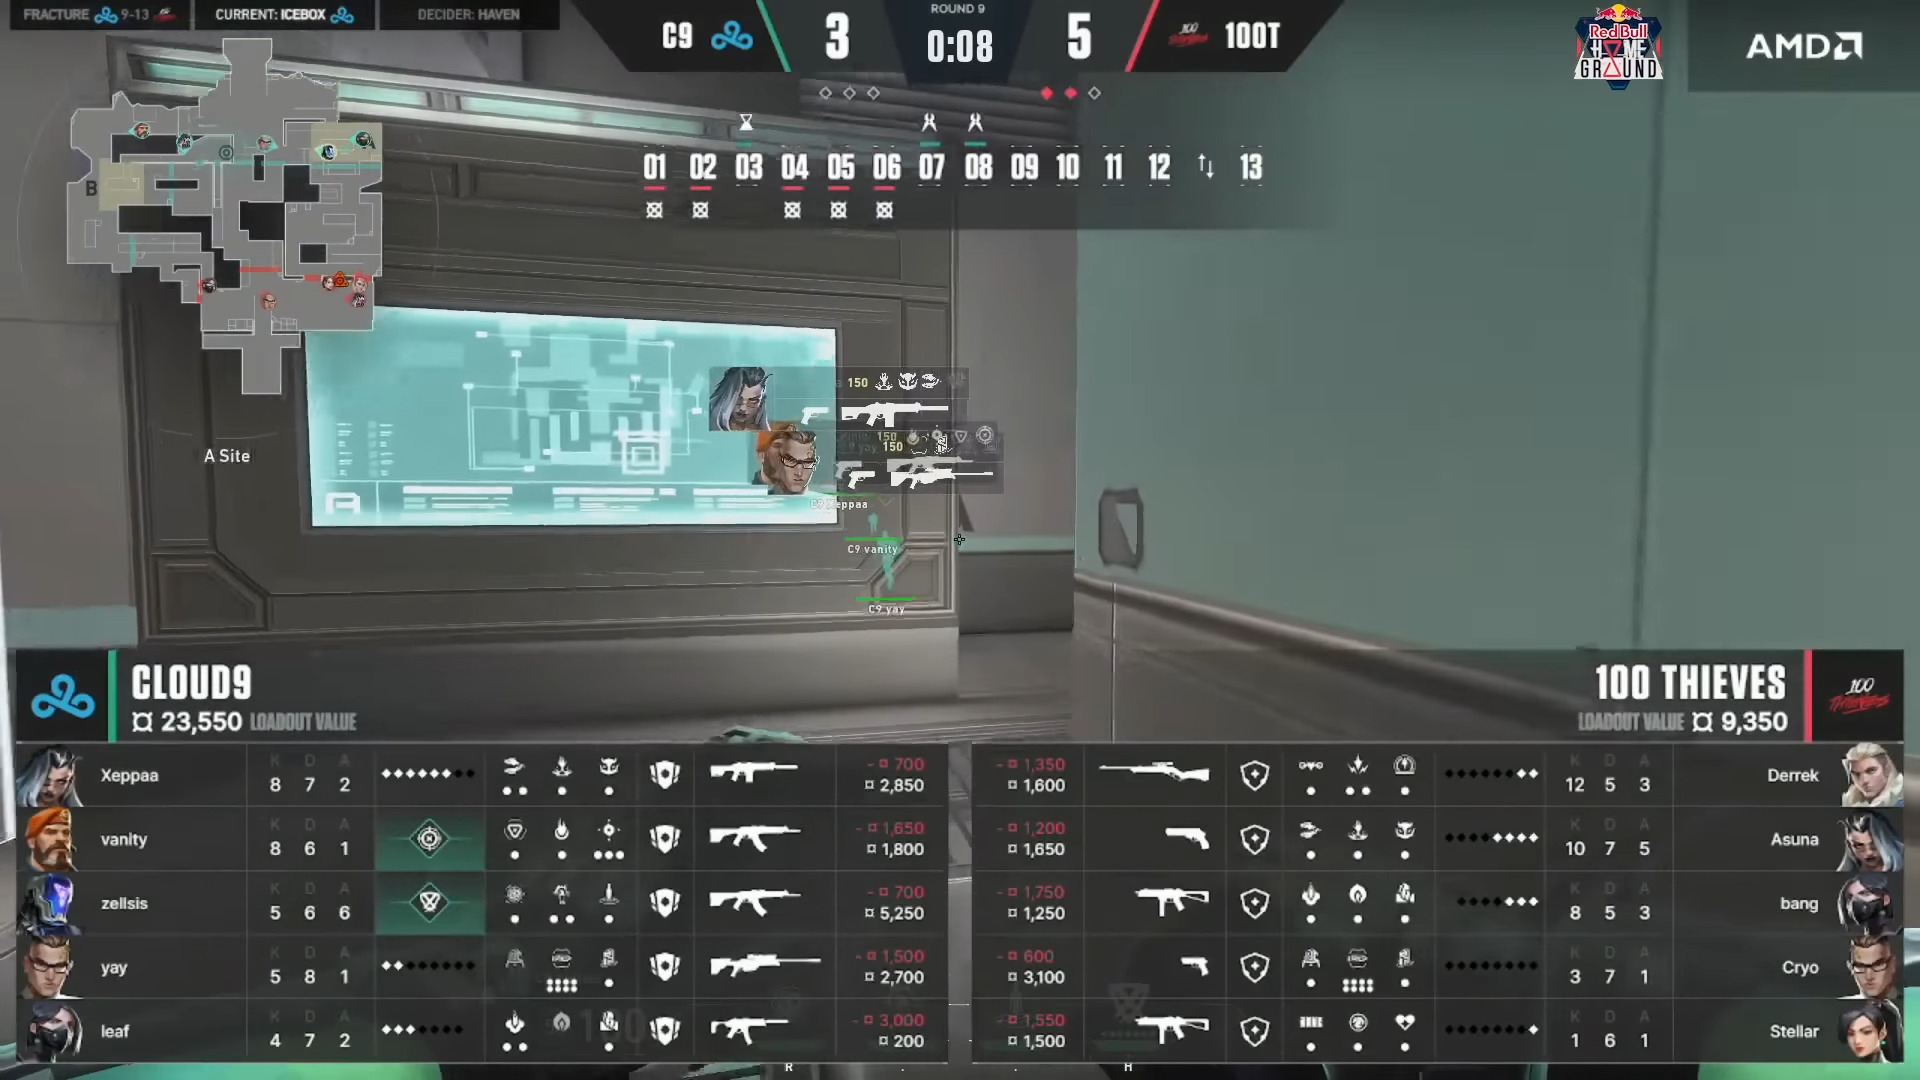 FRACTURE 9-13
CURRENT: ICEBOX
DECIDER: HAVEN
C9 3
ROUND 9
0:08
5 100T
Red Bull
HOME
GROUND
AMD
01 02 03 04 05 06 07 08 09 10 11 12 13
A
B
A Site
150
150
yay 150
C9 Xeppaa
C9 vanity
C9 yay
CLOUD9
23,550 LOADOUT VALUE
100 THIEVES
LOADOUT VALUE 9,350
100
THIEVES
K D A
Xeppaa 8 7 2 - 700 2,850
K D A
vanity 8 6 1 - 1,650 1,800
K D A
zellsis 5 6 6 - 700 5,250
K D A
yay 5 8 1 - 1,500 2,700
K D A
leaf 4 7 2 - 3,000 200
K D A
- 1,350 1,600 12 5 3 Derrek
K D A
- 1,200 1,650 10 7 5 Asuna
K D A
- 1,750 1,250 8 5 3 bang
K D A
- 600 3,100 3 7 1 Cryo
K D A
- 1,550 1,500 1 6 1 Stellar
R
H